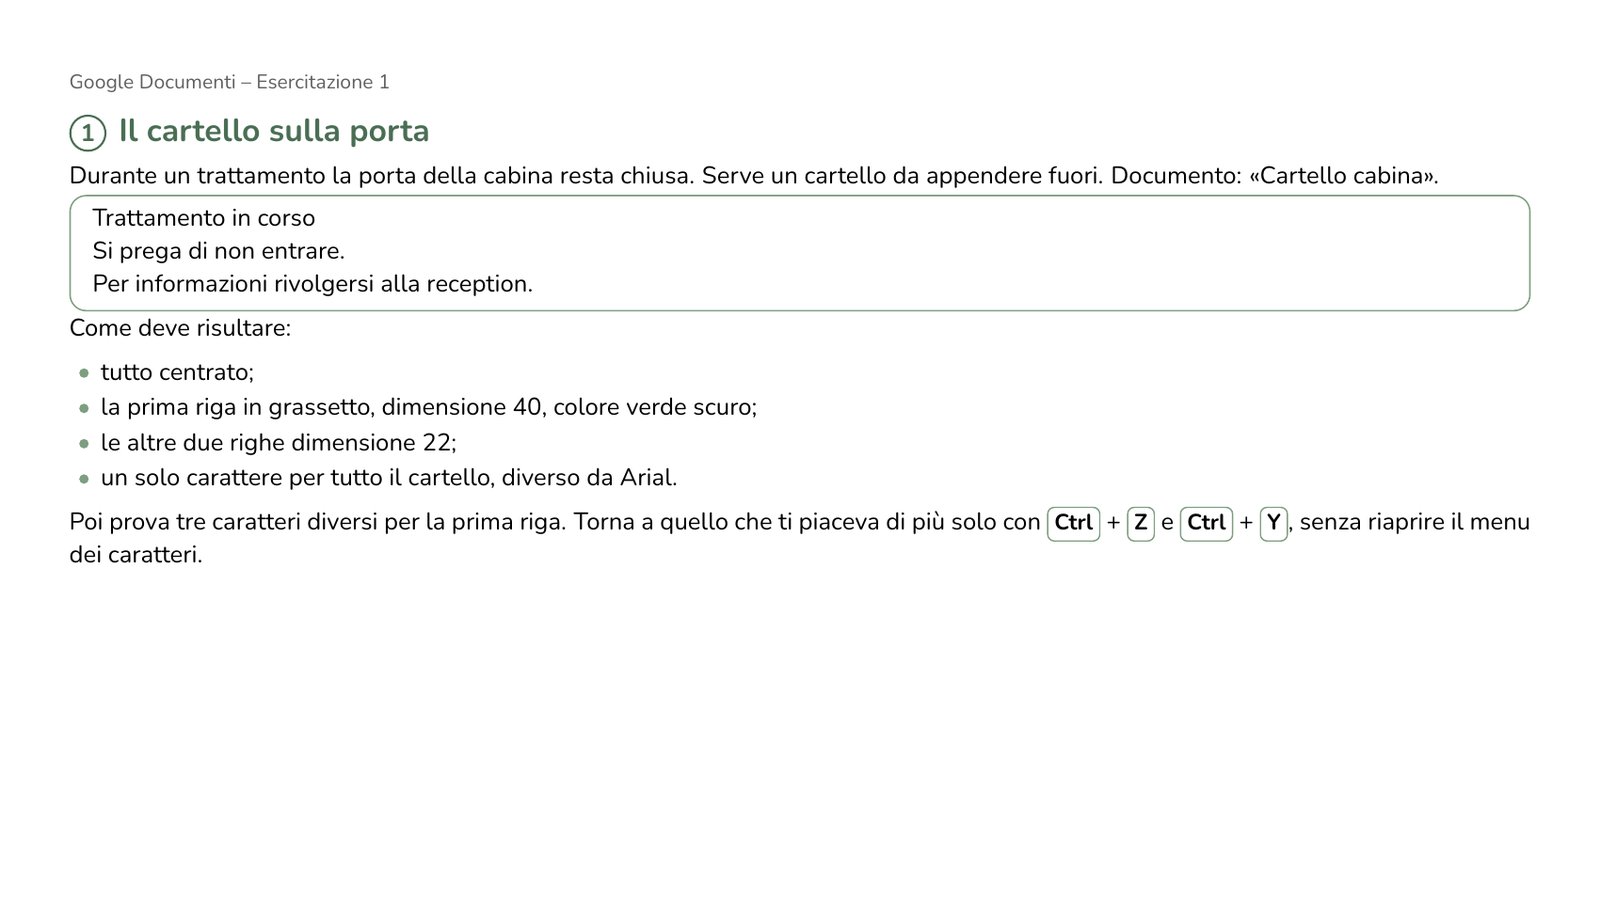 Google Documenti – Esercitazione 1
1 Il cartello sulla porta
Durante un trattamento la porta della cabina resta chiusa. Serve un cartello da appendere fuori. Documento: «Cartello cabina».
Trattamento in corso
Si prega di non entrare.
Per informazioni rivolgersi alla reception.
Come deve risultare:
• tutto centrato;
• la prima riga in grassetto, dimensione 40, colore verde scuro;
• le altre due righe dimensione 22;
• un solo carattere per tutto il cartello, diverso da Arial.
Poi prova tre caratteri diversi per la prima riga. Torna a quello che ti piaceva di più solo con Ctrl + Z e Ctrl + Y, senza riaprire il menu
dei caratteri.